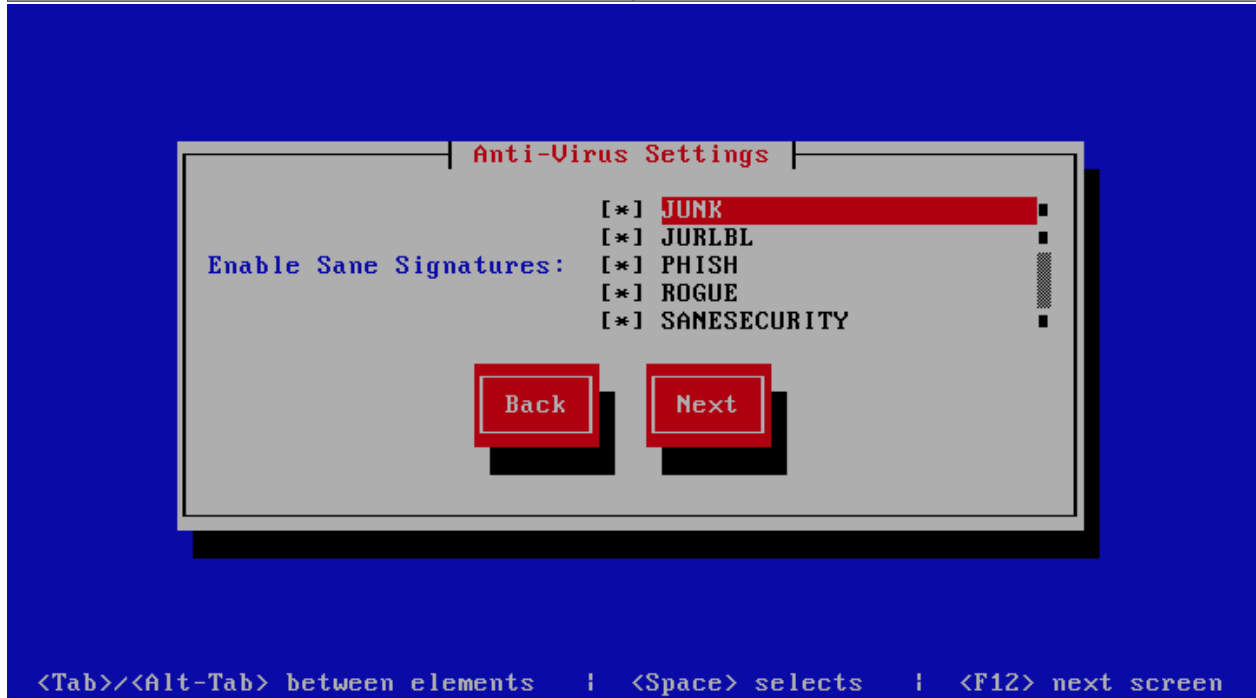 Anti-Virus Settings
[*] JUNK
[*] JURLBL
Enable Sane Signatures: [*] PHISH
[*] ROGUE
[*] SANESECURITY
Back Next
<Tab>/<Alt-Tab> between elements | <Space> selects | <F12> next screen